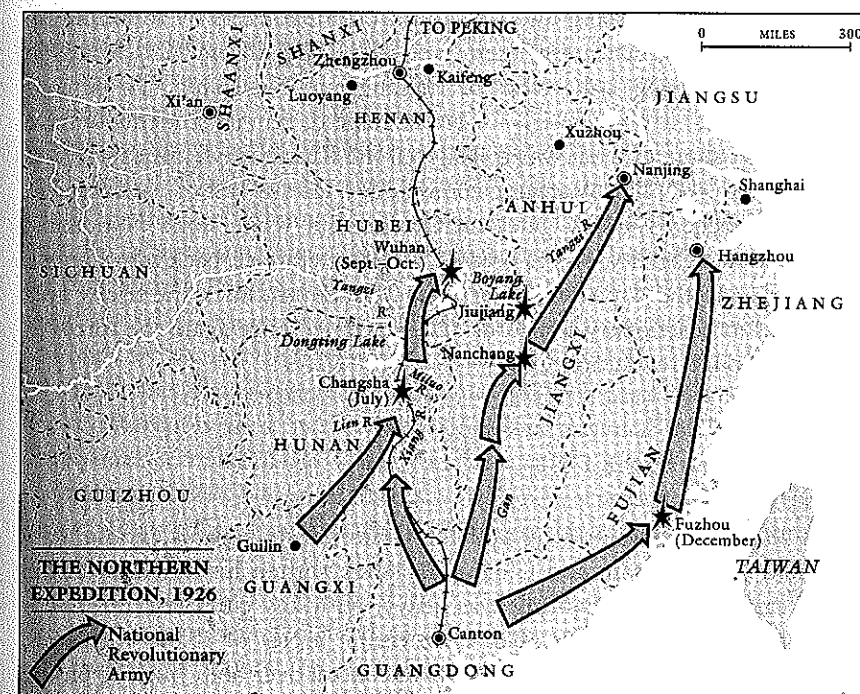 TO PEKING
MILES
0 300
SHAANXI
SHANXI
Zhengzhou
Kaifeng
Luoyang
Xi'an
HENAN
JIANGSU
Xuzhou
Nanjing
Shanghai
ANHUI
HUBEI
Wuhan
(Sept.–Oct.)
Yangzi R.
Boyang
Lake
Hangzhou
SICHUAN
Yangzi
R.
Jiujiang
ZHEJIANG
Dongting Lake
Nanchang
JIANGXI
Changsha
(July)
Miluo
R.
Lien R.
Xiang R.
HUNAN
GUIZHOU
Gan
FUJIAN
Fuzhou
(December)
Guilin
TAIWAN
GUANGXI
Canton
GUANGDONG
THE NORTHERN
EXPEDITION, 1926
National
Revolutionary
Army